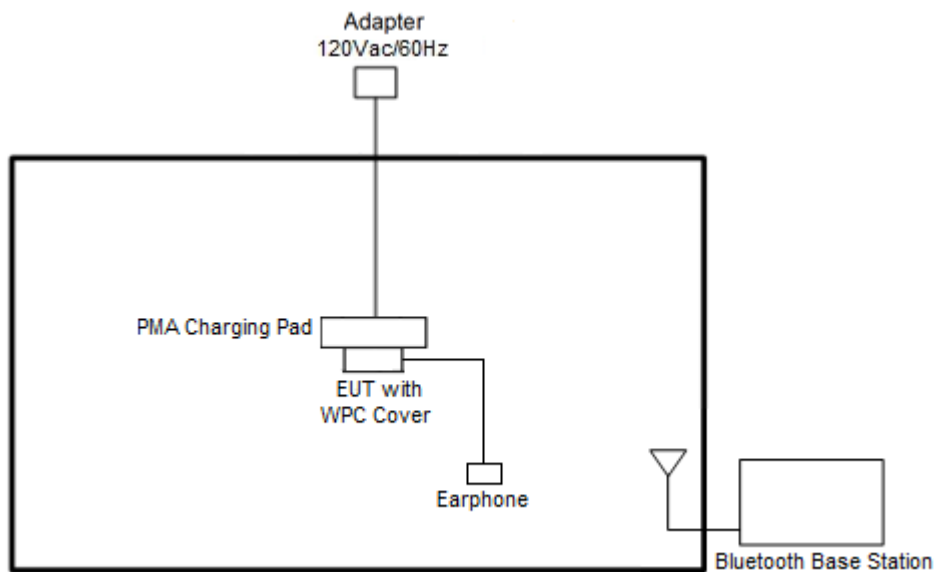 Adapter
120Vac/60Hz
PMA Charging Pad
EUT with
WPC Cover
Earphone
Bluetooth Base Station